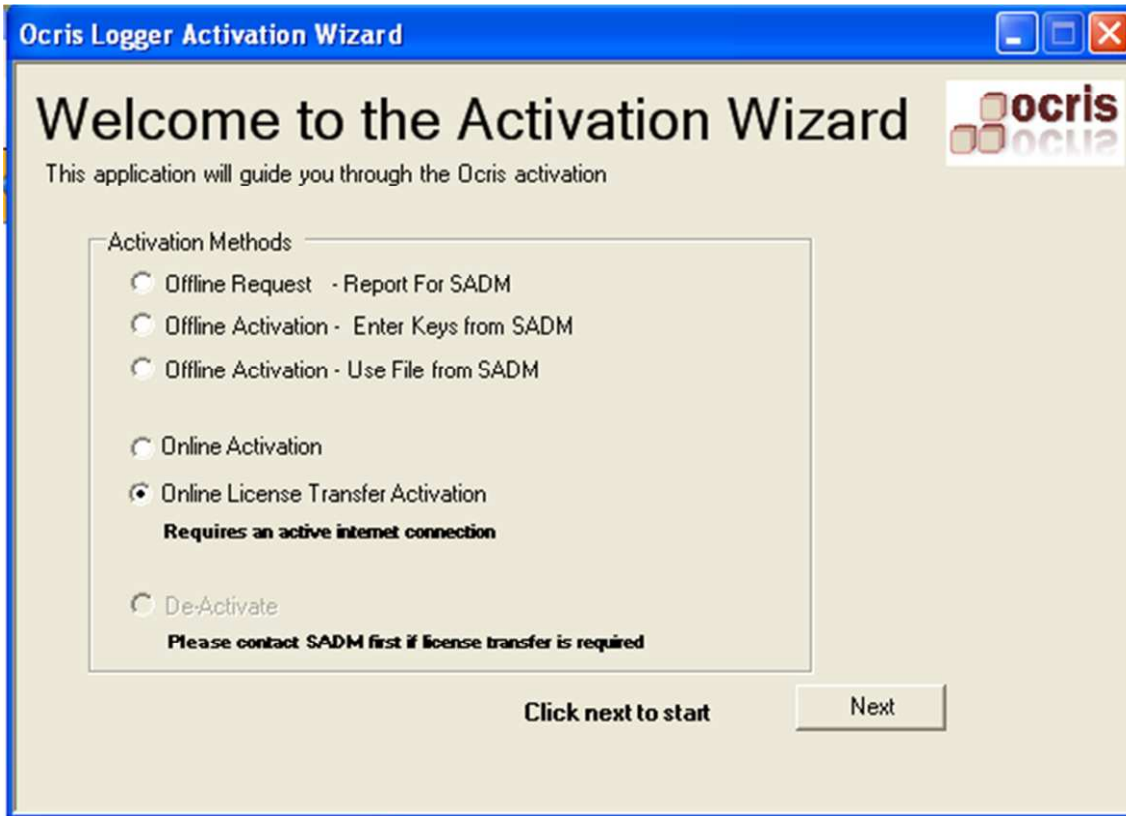 Ocris Logger Activation Wizard
Welcome to the Activation Wizard
ocris
This application will guide you through the Ocris activation
Activation Methods
Offline Request - Report For SADM
Offline Activation - Enter Keys from SADM
Offline Activation - Use File from SADM
Online Activation
Online License Transfer Activation
Requires an active internet connection
De-Activate
Please contact SADM first if license transfer is required
Click next to start
Next